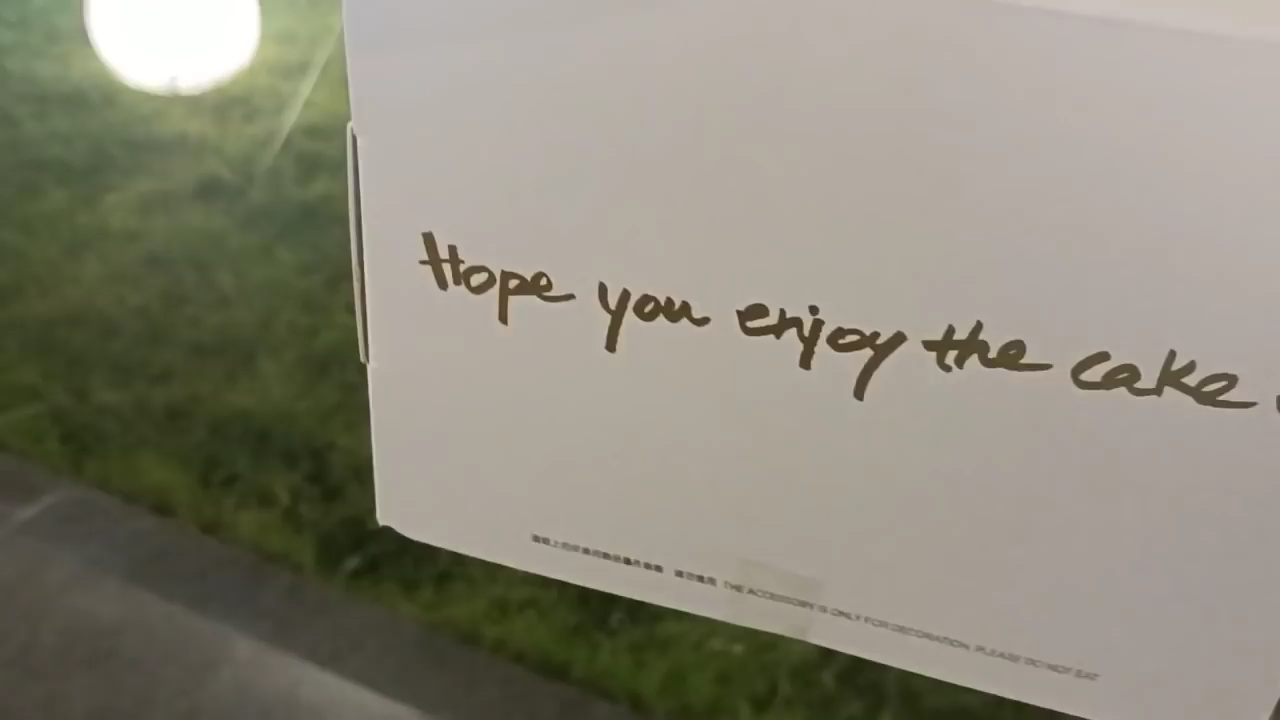 Hope you enjoy the cake.
THE ACCESSORY IS ONLY FOR DECORATION, PLEASE DO NOT EAT